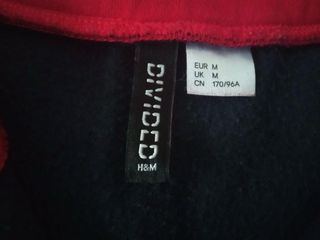 DIVIDED
H&M
EUR M
UK M
CN 170/96A